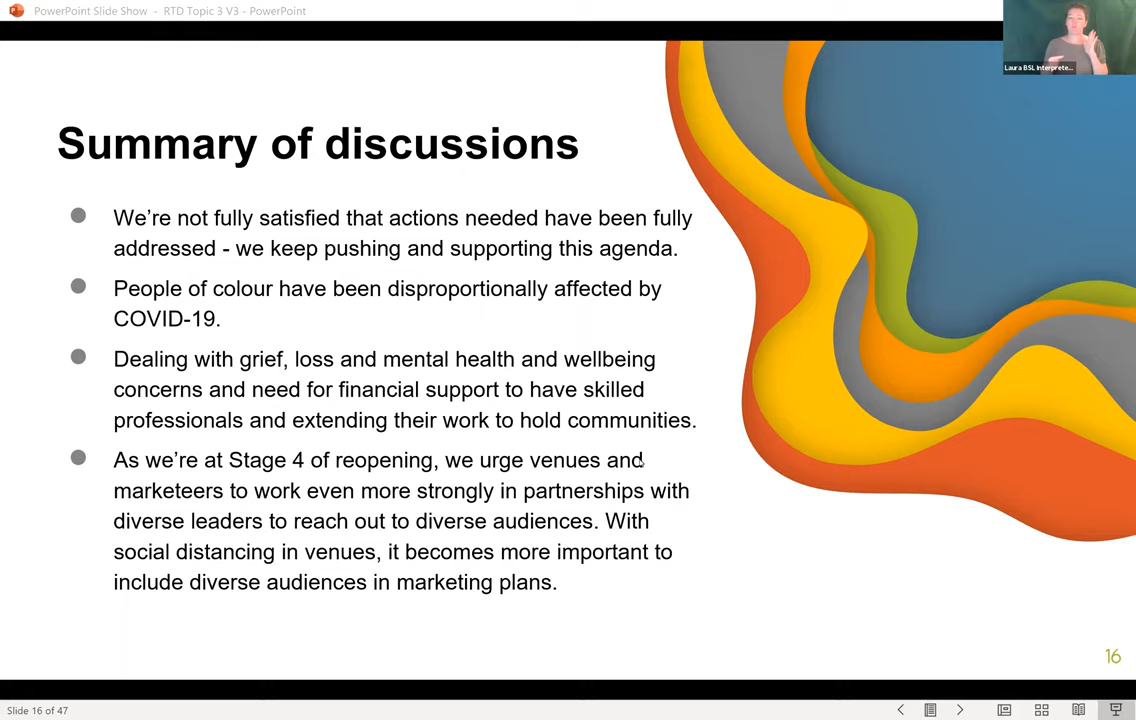 PowerPoint Slide Show - RTD Topic 3 V3 - PowerPoint
Laura BSL Interprete...
Summary of discussions
We're not fully satisfied that actions needed have been fully
addressed - we keep pushing and supporting this agenda.
People of colour have been disproportionally affected by
COVID-19.
Dealing with grief, loss and mental health and wellbeing
concerns and need for financial support to have skilled
professionals and extending their work to hold communities.
As we're at Stage 4 of reopening, we urge venues and
marketeers to work even more strongly in partnerships with
diverse leaders to reach out to diverse audiences. With
social distancing in venues, it becomes more important to
include diverse audiences in marketing plans.
16
Slide 16 of 47